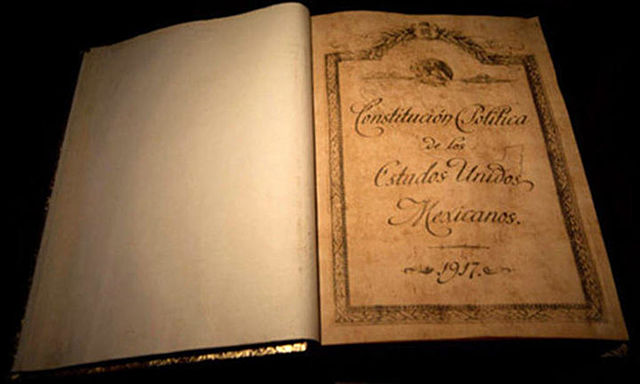 Constitución Política
de los
Estados Unidos
Mexicanos.
1917.